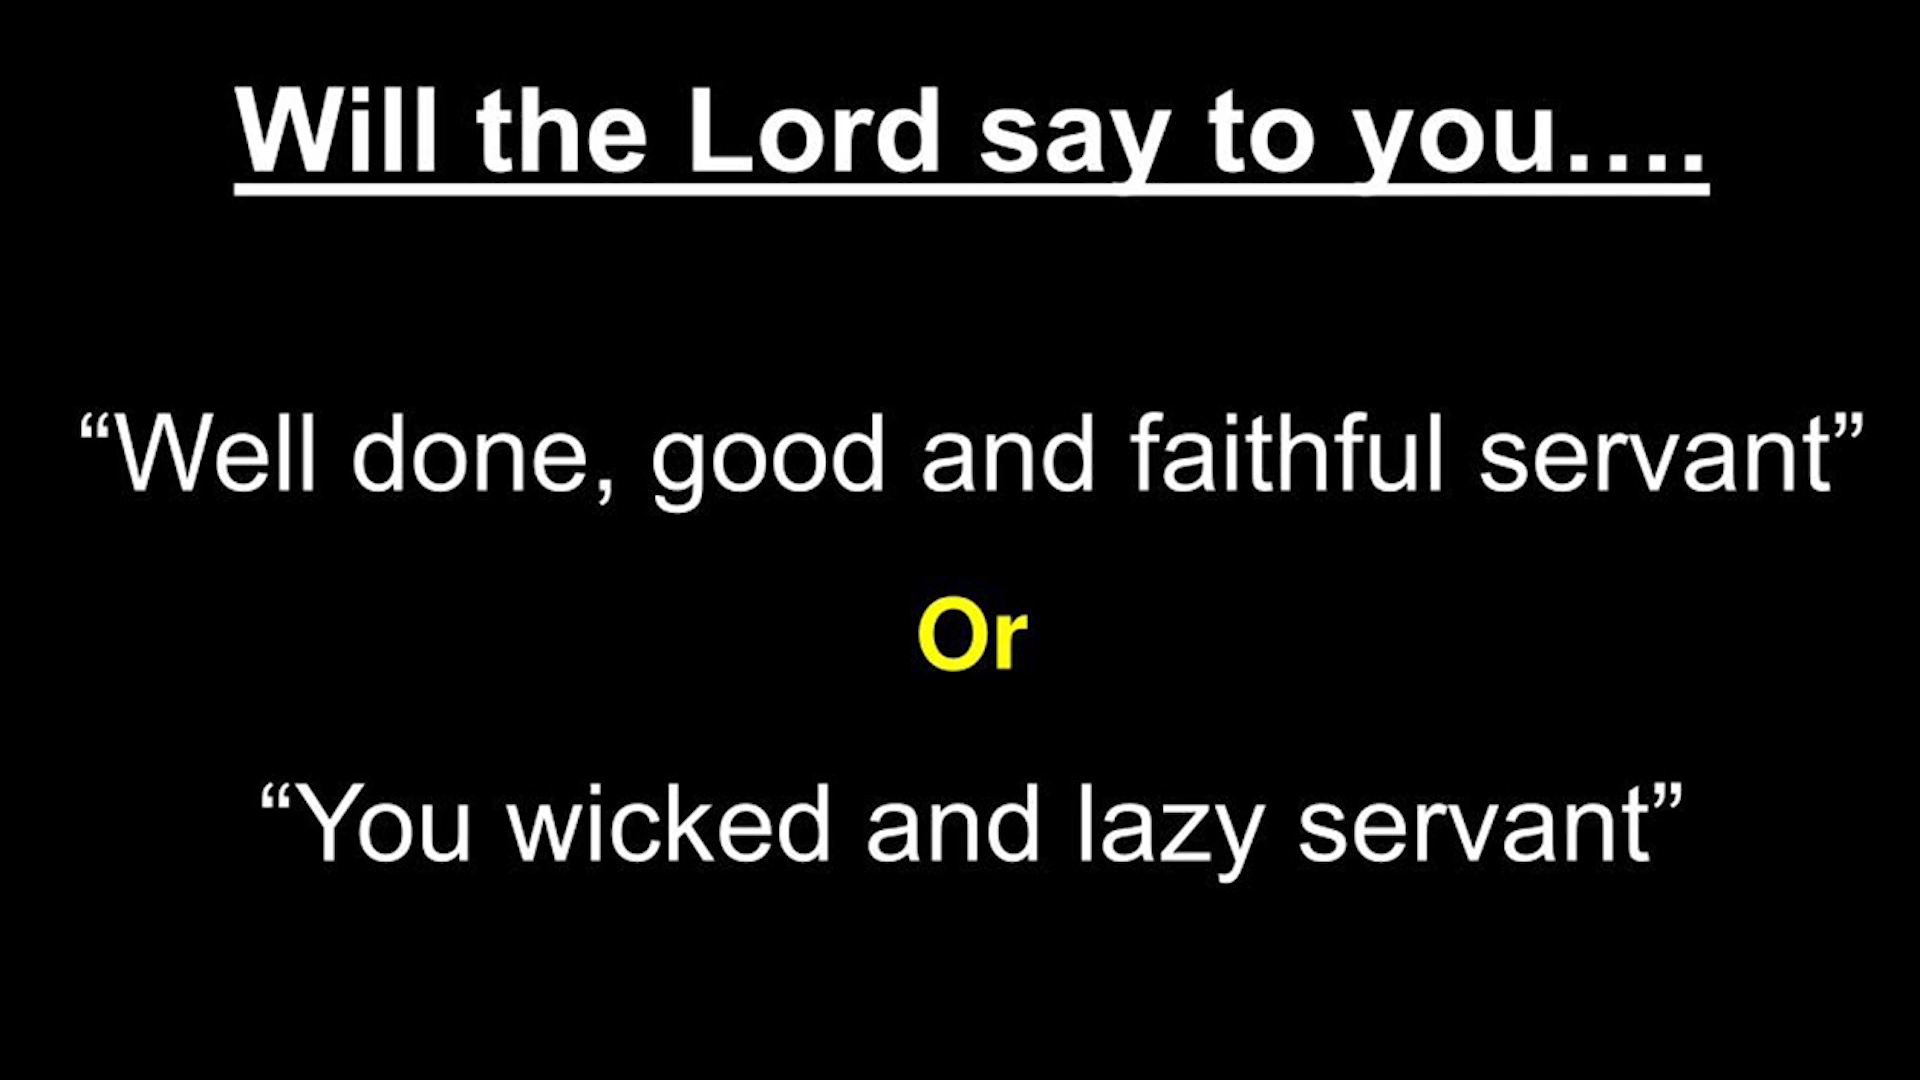 Will the Lord say to you....
“Well done, good and faithful servant”
Or
“You wicked and lazy servant”